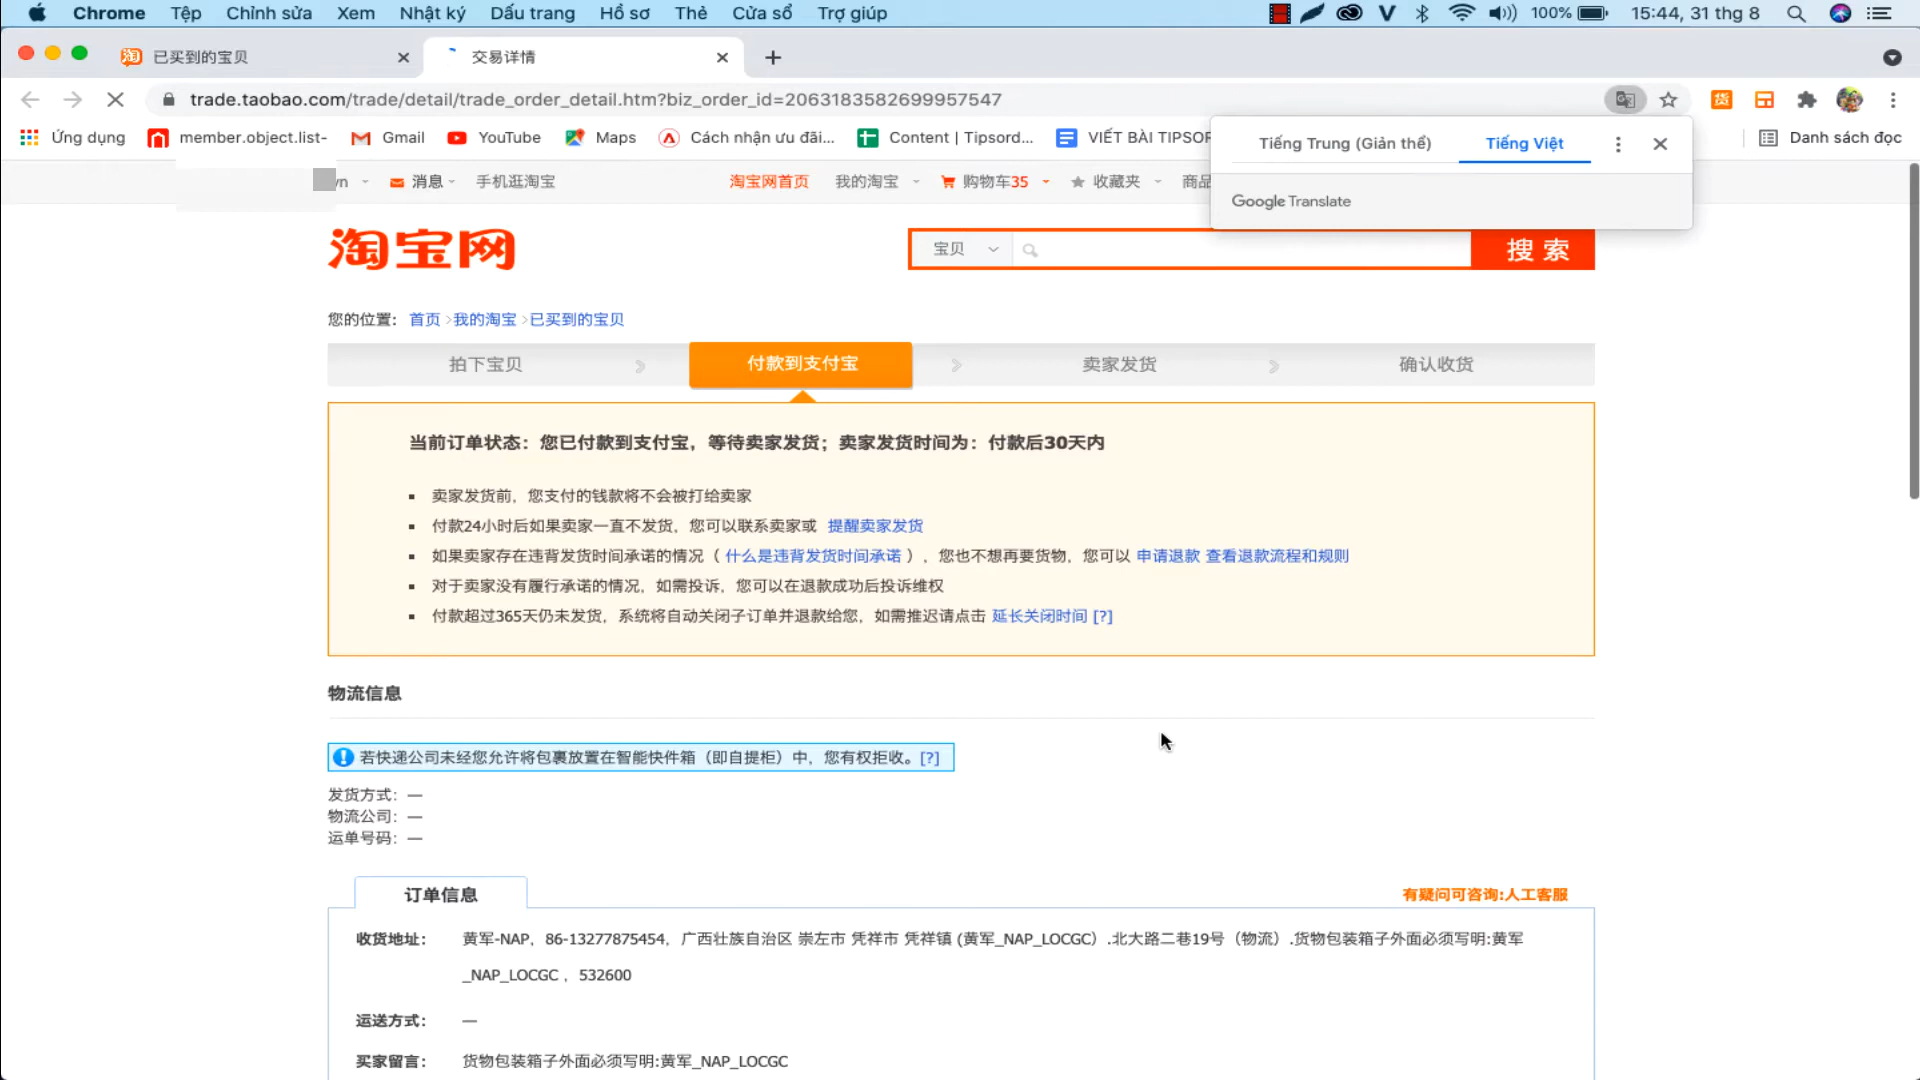 Chrome Tệp Chỉnh sửa Xem Nhật ký Dấu trang Hồ sơ Thẻ Cửa sổ Trợ giúp 100% 15:44, 31 thg 8
已买到的宝贝 交易详情
trade.taobao.com/trade/detail/trade_order_detail.htm?biz_order_id=2063183582699957547
Ứng dụng member.object.list- Gmail YouTube Maps Cách nhận ưu đãi... Content | Tipsord... VIẾT BÀI TIPSOR Danh sách đọc
Tiếng Trung (Giản thể) Tiếng Việt
Google Translate
vn 消息 手机逛淘宝 淘宝网首页 我的淘宝 购物车35 收藏夹 商品
淘宝网 宝贝 搜索
您的位置： 首页 >我的淘宝 >已买到的宝贝
拍下宝贝 付款到支付宝 卖家发货 确认收货
当前订单状态：您已付款到支付宝，等待卖家发货；卖家发货时间为：付款后30天内
卖家发货前，您支付的钱款将不会被打给卖家
付款24小时后如果卖家一直不发货，您可以联系卖家或 提醒卖家发货
如果卖家存在违背发货时间承诺的情况（ 什么是违背发货时间承诺 ），您也不想再要货物，您可以 申请退款 查看退款流程和规则
对于卖家没有履行承诺的情况，如需投诉，您可以在退款成功后投诉维权
付款超过365天仍未发货，系统将自动关闭子订单并退款给您，如需推迟请点击 延长关闭时间 [?]
物流信息
若快递公司未经您允许将包裹放置在智能快件箱（即自提柜）中，您有权拒收。[?]
发货方式： —
物流公司： —
运单号码： —
订单信息 有疑问可咨询:人工客服
收货地址： 黄军-NAP，86-13277875454，广西壮族自治区 崇左市 凭祥市 凭祥镇 (黄军_NAP_LOCGC）.北大路二巷19号（物流）.货物包装箱子外面必须写明:黄军
_NAP_LOCGC ，532600
运送方式： —
买家留言： 货物包装箱子外面必须写明:黄军_NAP_LOCGC